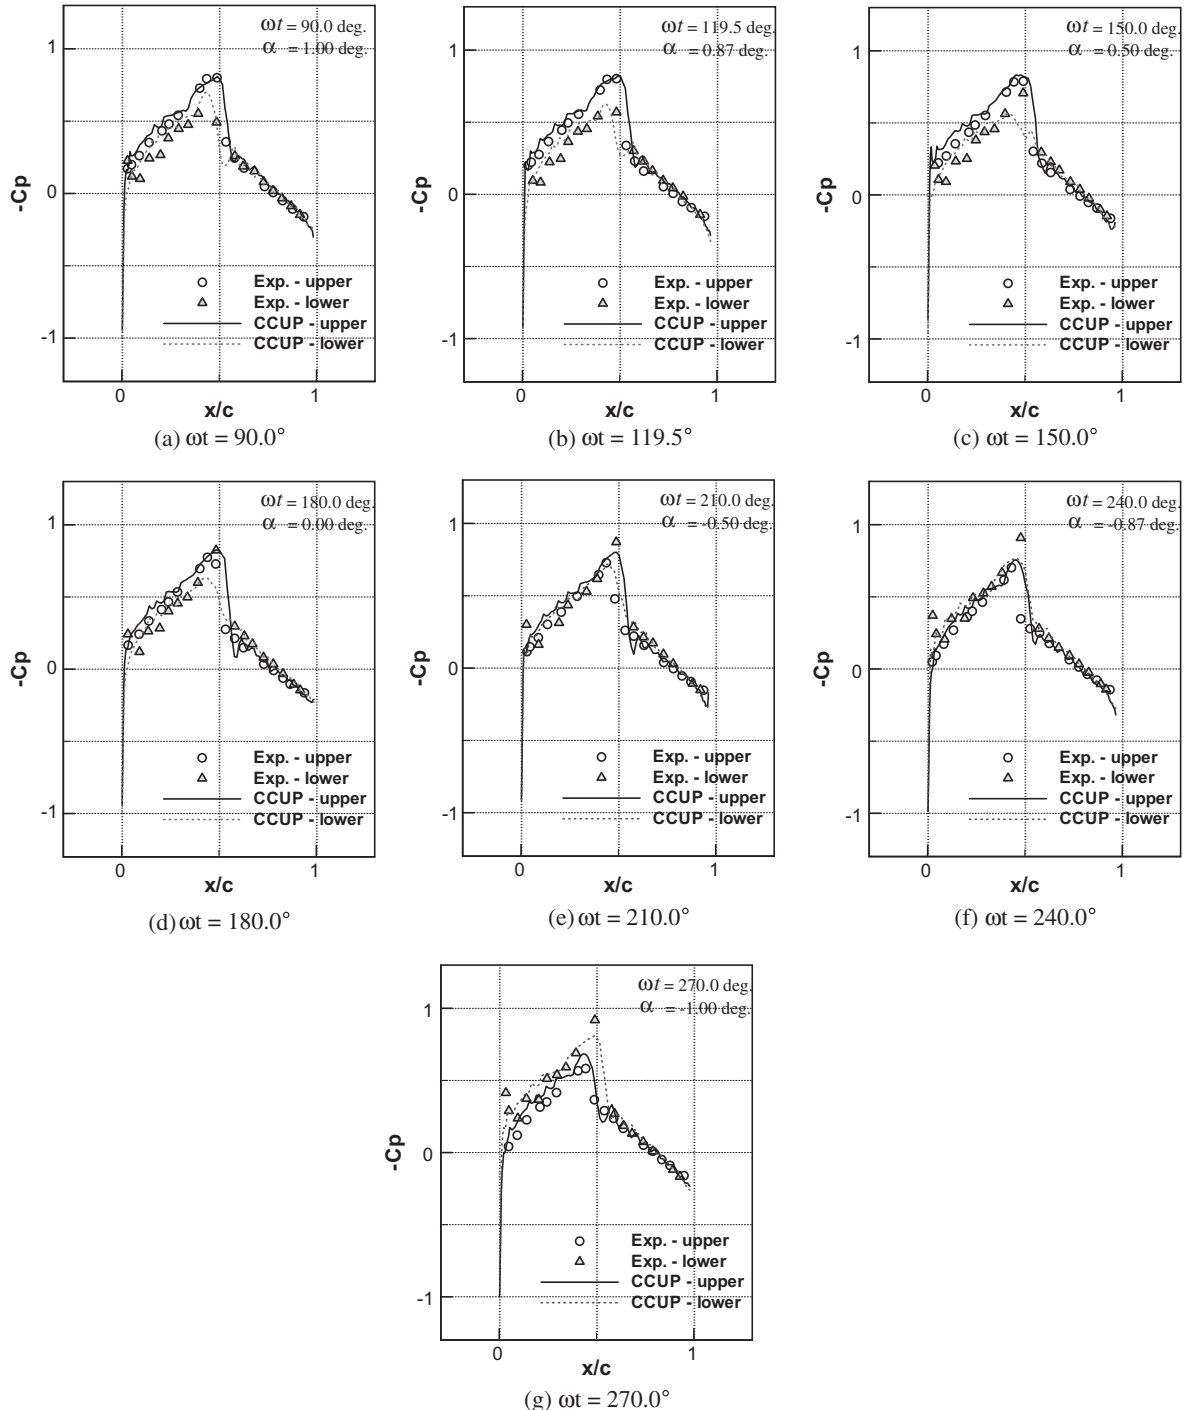 ωt = 90.0 deg.
α = 1.00 deg.
1
0
-1
-Cp
Exp. - upper
Exp. - lower
CCUP - upper
CCUP - lower
0 1
x/c
(a) ωt = 90.0°
ωt = 119.5 deg.
α = 0.87 deg.
1
0
-1
-Cp
Exp. - upper
Exp. - lower
CCUP - upper
CCUP - lower
0 1
x/c
(b) ωt = 119.5°
ωt = 150.0 deg.
α = 0.50 deg.
1
0
-1
-Cp
Exp. - upper
Exp. - lower
CCUP - upper
CCUP - lower
0 1
x/c
(c) ωt = 150.0°
ωt = 180.0 deg.
α = 0.00 deg.
1
0
-1
-Cp
Exp. - upper
Exp. - lower
CCUP - upper
CCUP - lower
0 1
x/c
(d) ωt = 180.0°
ωt = 210.0 deg.
α = -0.50 deg.
1
0
-1
-Cp
Exp. - upper
Exp. - lower
CCUP - upper
CCUP - lower
0 1
x/c
(e) ωt = 210.0°
ωt = 240.0 deg.
α = -0.87 deg.
1
0
-1
-Cp
Exp. - upper
Exp. - lower
CCUP - upper
CCUP - lower
0 1
x/c
(f) ωt = 240.0°
ωt = 270.0 deg.
α = -1.00 deg.
1
0
-1
-Cp
Exp. - upper
Exp. - lower
CCUP - upper
CCUP - lower
0 1
x/c
(g) ωt = 270.0°